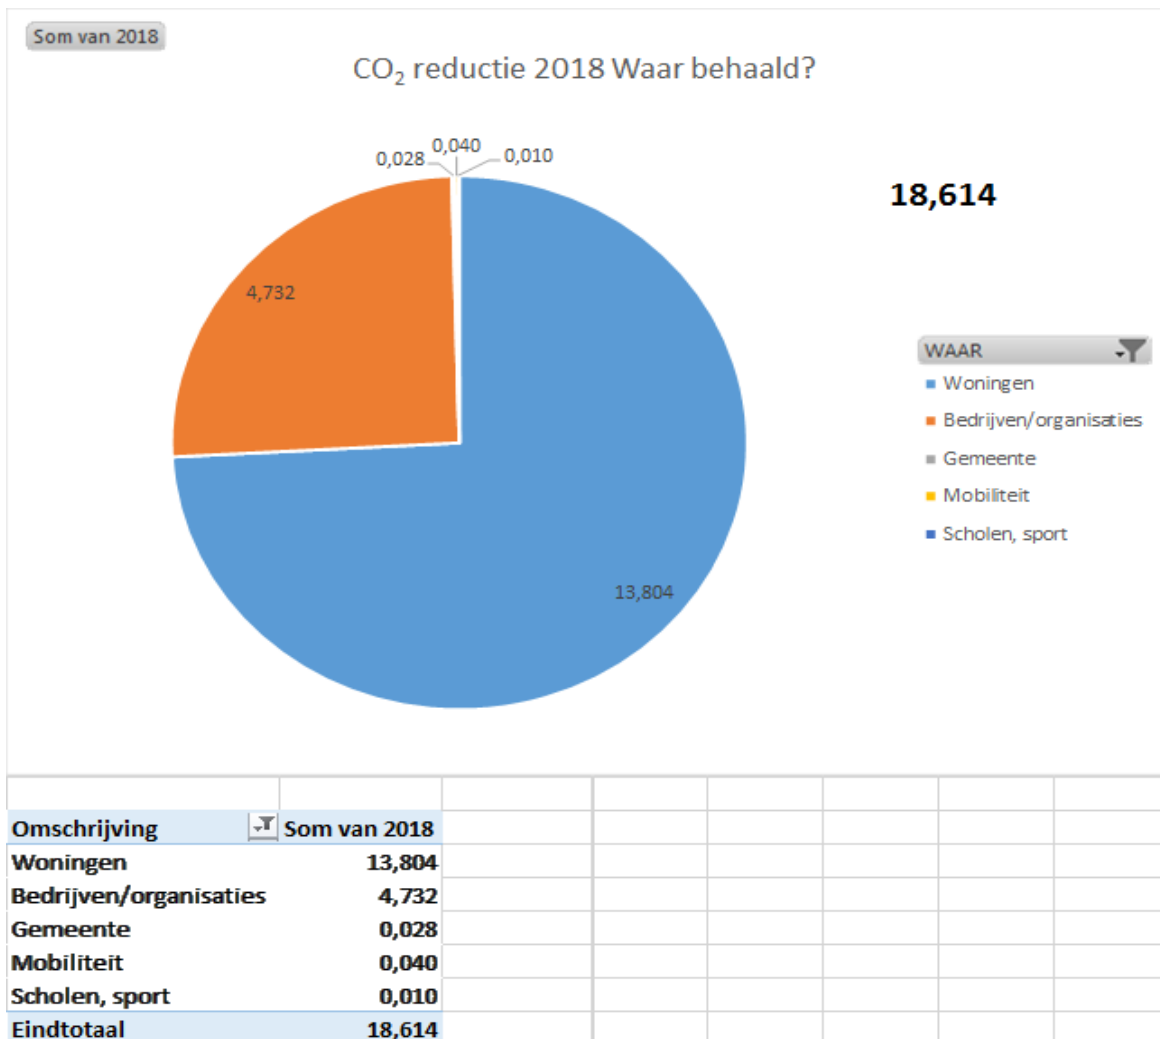 Som van 2018
CO₂ reductie 2018 Waar behaald?
0,028
0,040
0,010
18,614
4,732
13,804
WAAR
Woningen
Bedrijven/organisaties
Gemeente
Mobiliteit
Scholen, sport
Omschrijving Som van 2018
Woningen 13,804
Bedrijven/organisaties 4,732
Gemeente 0,028
Mobiliteit 0,040
Scholen, sport 0,010
Eindtotaal 18,614